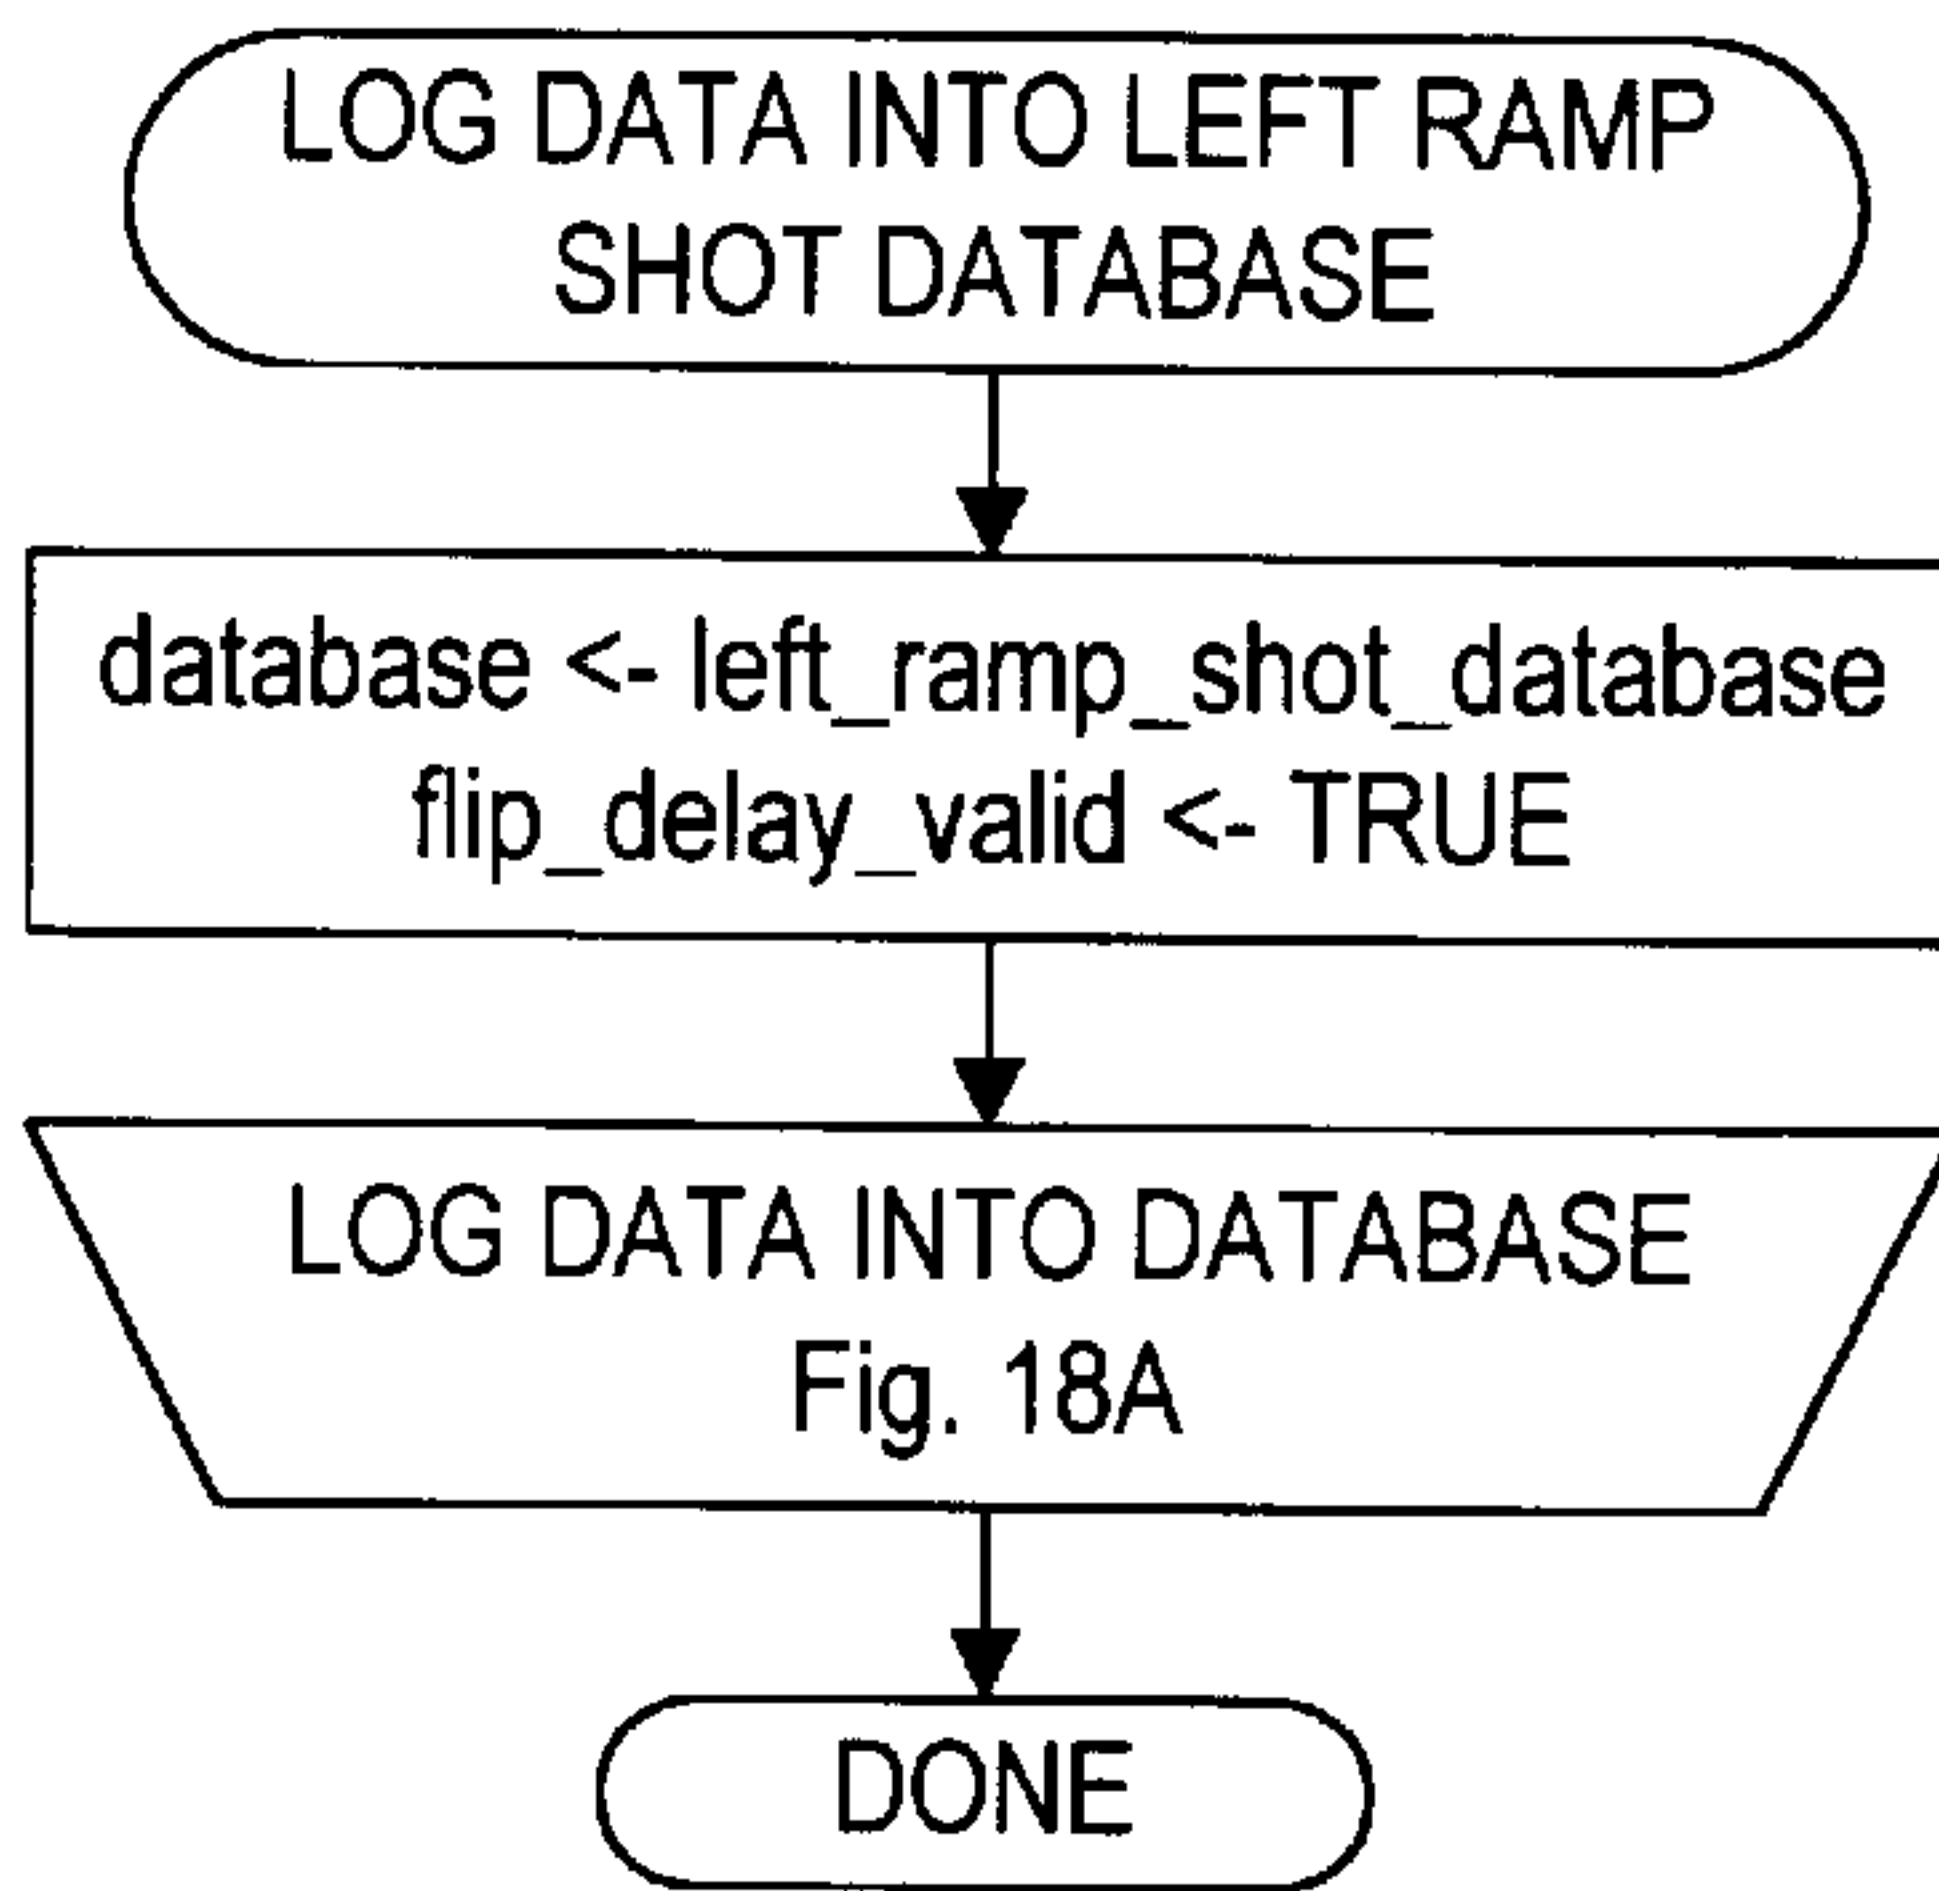 LOG DATA INTO LEFT RAMP
SHOT DATABASE
database <- left_ramp_shot_database
flip_delay_valid <- TRUE
LOG DATA INTO DATABASE
Fig. 18A
DONE